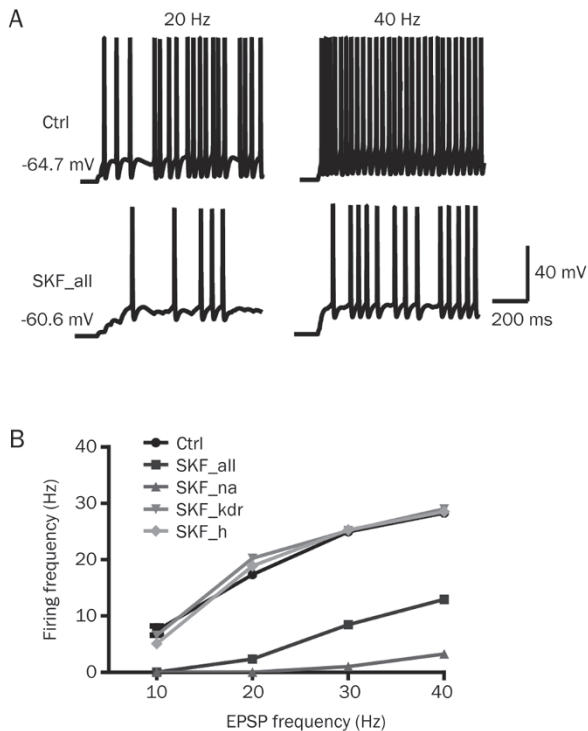 A
20 Hz
40 Hz
Ctrl
-64.7 mV
SKF_all
-60.6 mV
40 mV
200 ms
B
Ctrl
SKF_all
SKF_na
SKF_kdr
SKF_h
Firing frequency (Hz)
40
30
20
10
0
10
20
30
40
EPSP frequency (Hz)